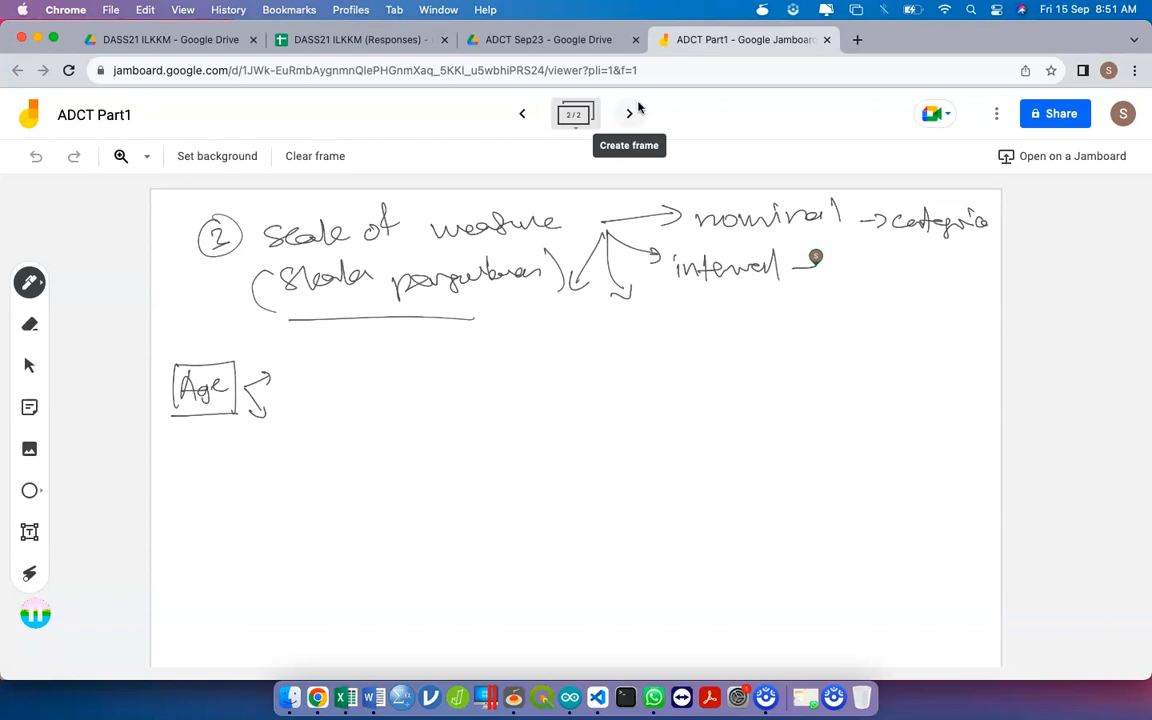 Chrome File Edit View History Bookmarks Profiles Tab Window Help Fri 15 Sep 8:51 AM
DASS21 ILKKM - Google Drive DASS21 ILKKM (Responses) - ADCT Sep23 - Google Drive ADCT Part1 - Google Jamboard
jamboard.google.com/d/1JWk-EuRmbAygnmnQIePHGnmXaq_5KKI_u5wbhiPRS24/viewer?pli=1&f=1 S
ADCT Part1 2/2 Share S
Create frame
Set background Clear frame Open on a Jamboard
2 scale of measure nominal → categoric
(Skala pengukuran) interval S
Age